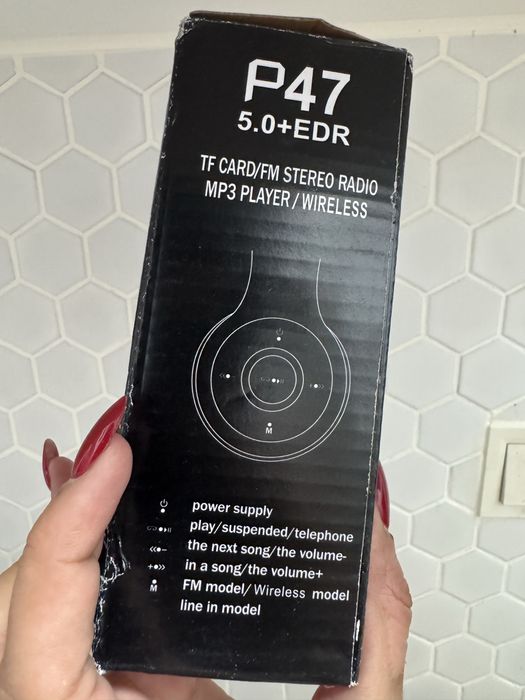 P47
5.0+EDR
TF CARD/FM STEREO RADIO
MP3 PLAYER/WIRELESS
M
power supply
play/suspended/telephone
the next song/the volume-
in a song/the volume+
M FM model/Wireless model
line in model